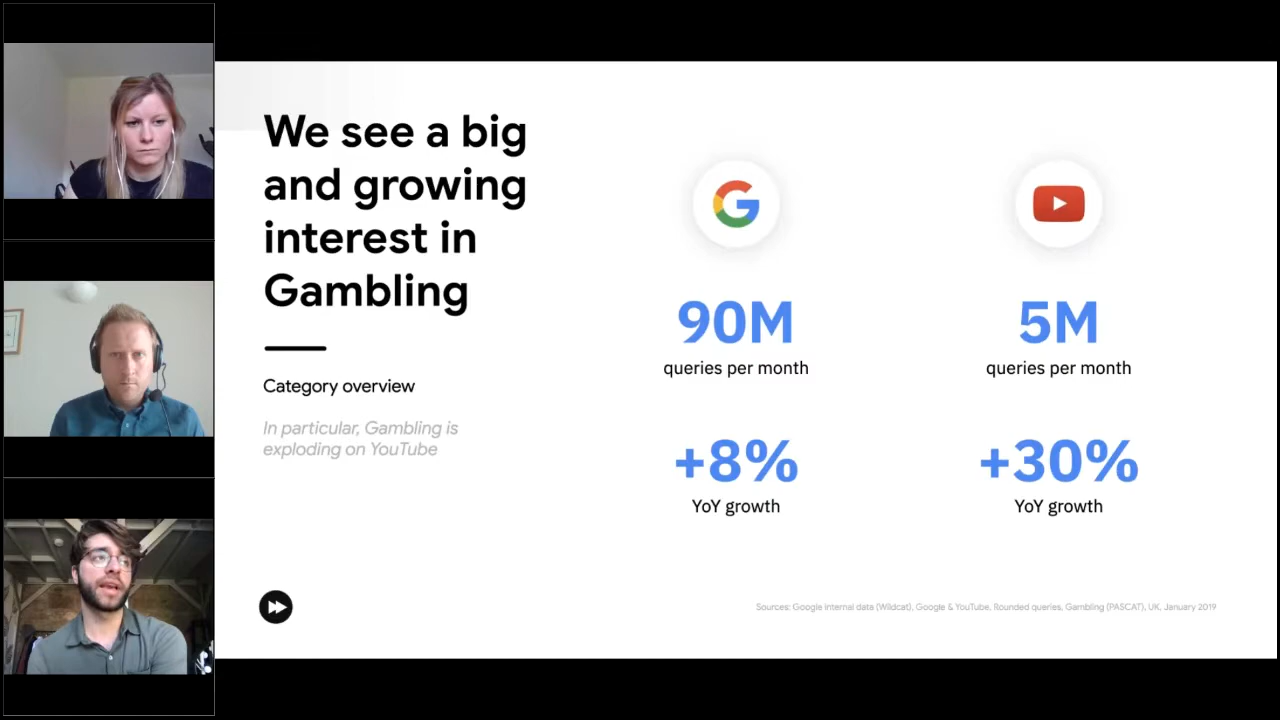 We see a big
and growing
interest in
Gambling
Category overview
In particular, Gambling is
exploding on YouTube
90M
queries per month
+8%
YoY growth
5M
queries per month
+30%
YoY growth
Sources: Google internal data (Wildcat), Google & YouTube, Rounded queries, Gambling (PASCAT), UK, January 2019